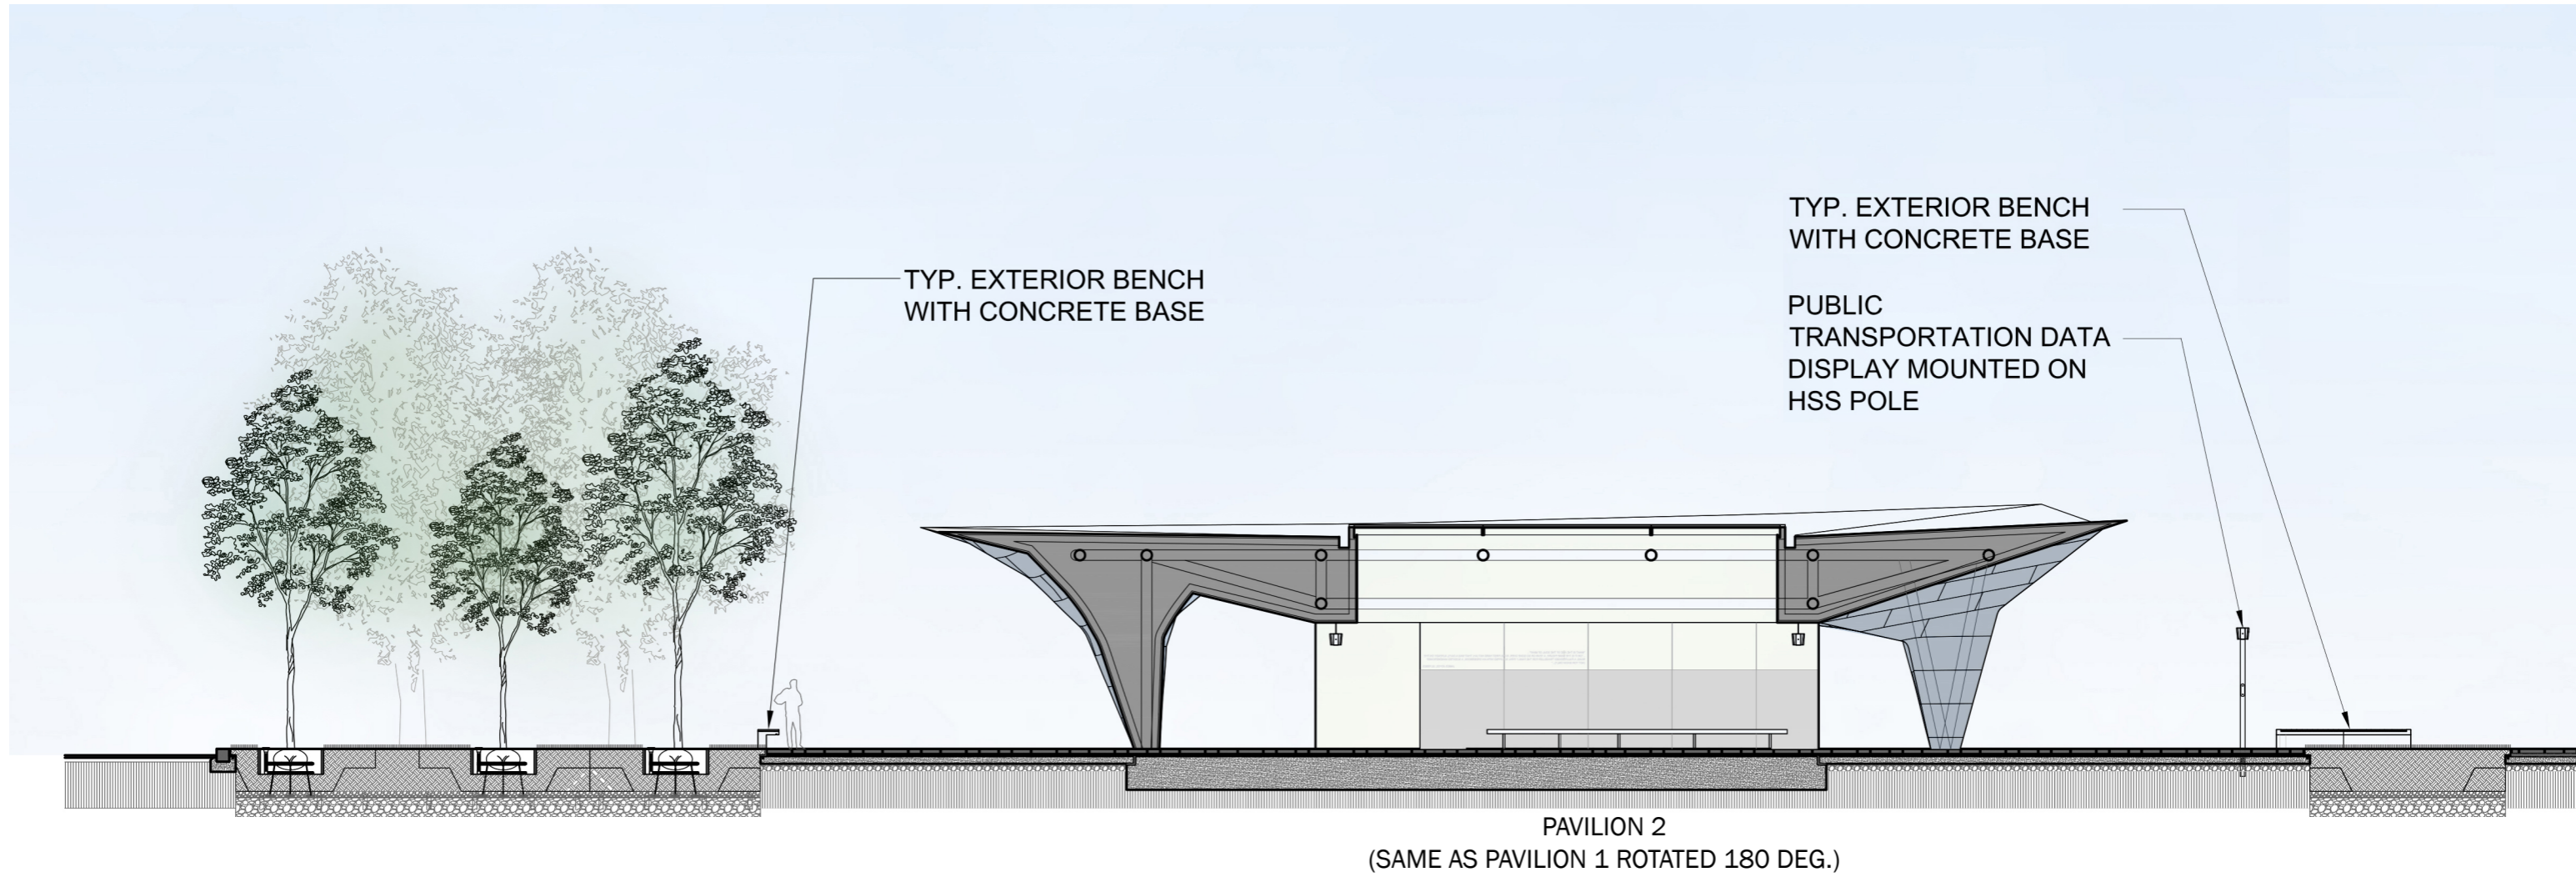 TYP. EXTERIOR BENCH
WITH CONCRETE BASE
TYP. EXTERIOR BENCH
WITH CONCRETE BASE
PUBLIC
TRANSPORTATION DATA
DISPLAY MOUNTED ON
HSS POLE
PAVILION 2
(SAME AS PAVILION 1 ROTATED 180 DEG.)